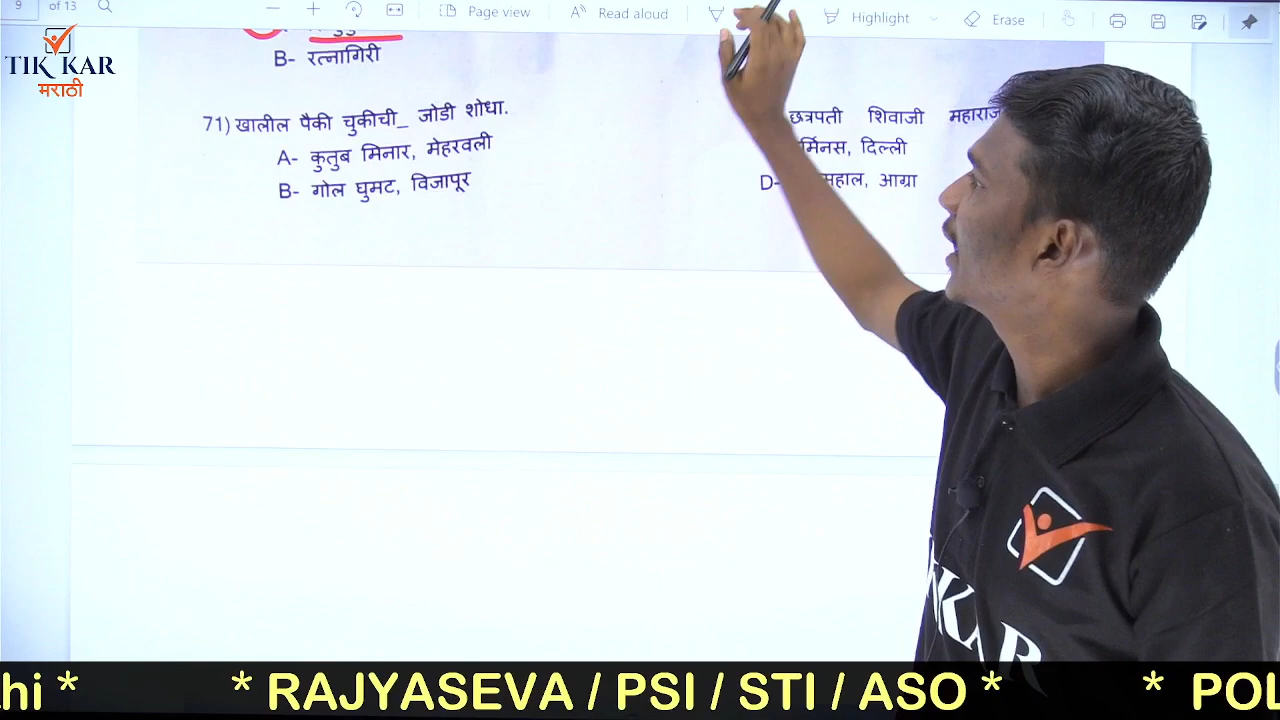 9 of 13 Page view Read aloud Highlight Erase
TIK KAR
मराठी
B- रत्नागिरी
71) खालील पैकी चुकीची_ जोडी शोधा.
A- कुतुब मिनार, मेहरवली
B- गोल घुमट, विजापूर
छत्रपती शिवाजी महाराज
र्मिनस, दिल्ली
D- महाल, आग्रा
KAR
hi * * RAJYASEVA / PSI / STI / ASO * * POL